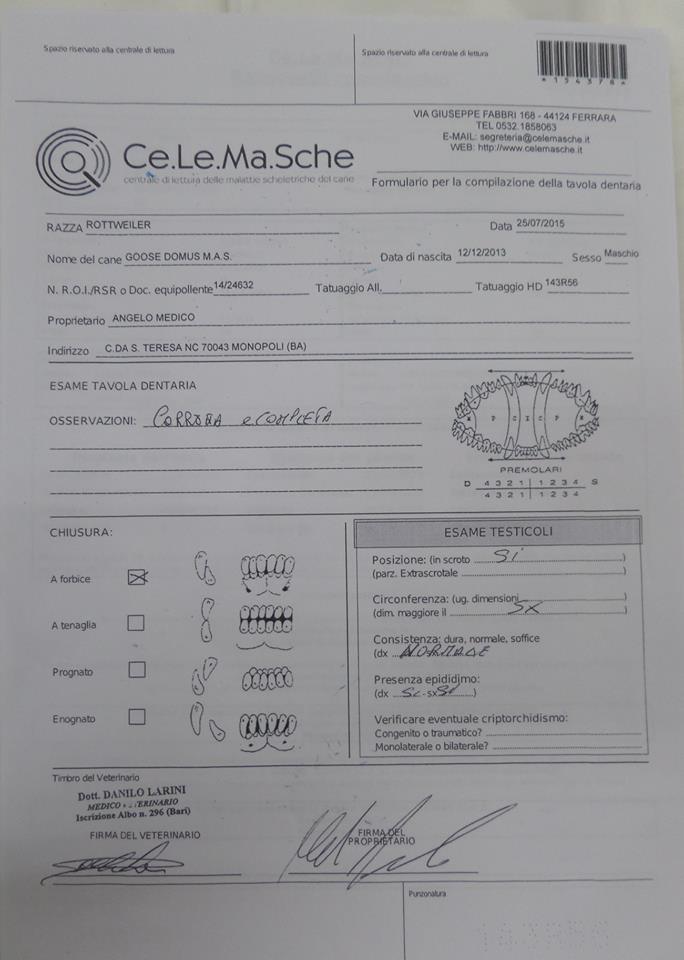 Spazio riservato alla centrale di lettura
Spazio riservato alla centrale di lettura
*154378*
VIA GIUSEPPE FABBRI 168 - 44124 FERRARA
TEL 0532.1858063
E-MAIL: segreteria@celemasche.it
WEB: http://www.celemasche.it
Ce.Le.Ma.Sche
centrale di lettura delle malattie scheletriche del cane
Formulario per la compilazione della tavola dentaria
RAZZA ROTTWEILER Data 25/07/2015
Nome del cane GOOSE DOMUS M.A.S. Data di nascita 12/12/2013 Sesso Maschio
N. R.O.I./RSR o Doc. equipollente 14/24632 Tatuaggio All. Tatuaggio HD 143R56
Proprietario ANGELO MEDICO
Indirizzo C.DA S. TERESA NC 70043 MONOPOLI (BA)
ESAME TAVOLA DENTARIA
OSSERVAZIONI: CORRETTA e COMPLETA
M P C I C P M
PREMOLARI
D 4 3 2 1 1 2 3 4 S
4 3 2 1 1 2 3 4
CHIUSURA:
A forbice
A tenaglia
Prognato
Enognato
ESAME TESTICOLI
Posizione: (in scroto SI )
(parz. Extrascrotale )
Circonferenza: (ug. dimensioni )
(dim. maggiore il SX )
Consistenza: dura, normale, soffice
(dx NORMALE
Presenza epididimo:
(dx SI - sx SI )
Verificare eventuale criptorchidismo:
Congenito o traumatico?
Monolaterale o bilaterale?
Timbro del Veterinario
Dott. DANILO LARINI
MEDICO VETERINARIO
Iscrizione Albo n. 296 (Bari)
FIRMA DEL VETERINARIO
FIRMA DEL
PROPRIETARIO
Punzonatura